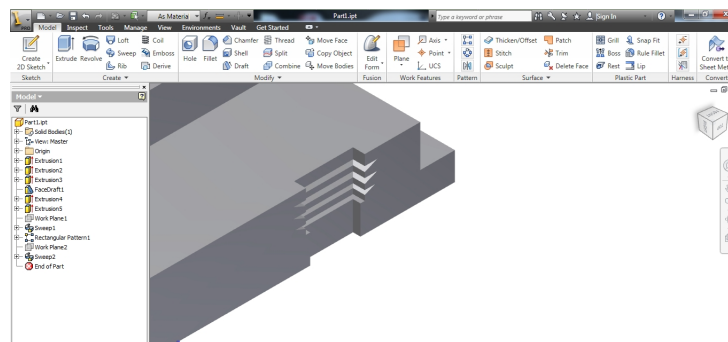 PRO
As Materia
Part1.ipt
Type a keyword or phrase
Sign In
Model Inspect Tools Manage View Environments Vault Get Started
Create
2D Sketch
Extrude Revolve
Loft
Sweep
Rib
Coil
Emboss
Derive
Hole Fillet
Chamfer
Shell
Draft
Thread
Split
Combine
Move Face
Copy Object
Move Bodies
Edit
Form
Plane
Axis
Point
UCS
Thicken/Offset
Stitch
Sculpt
Patch
Trim
Delete Face
Grill
Boss
Rest
Snap Fit
Rule Fillet
Lip
Convert t
Sheet Met
Sketch Create Modify Fusion Work Features Pattern Surface Plastic Part Harness Convert
Model
Part1.ipt
Solid Bodies(1)
View: Master
Origin
Extrusion1
Extrusion2
Extrusion3
FaceDraft1
Extrusion4
Extrusion5
Work Plane1
Sweep1
Rectangular Pattern1
Work Plane2
Sweep2
End of Part